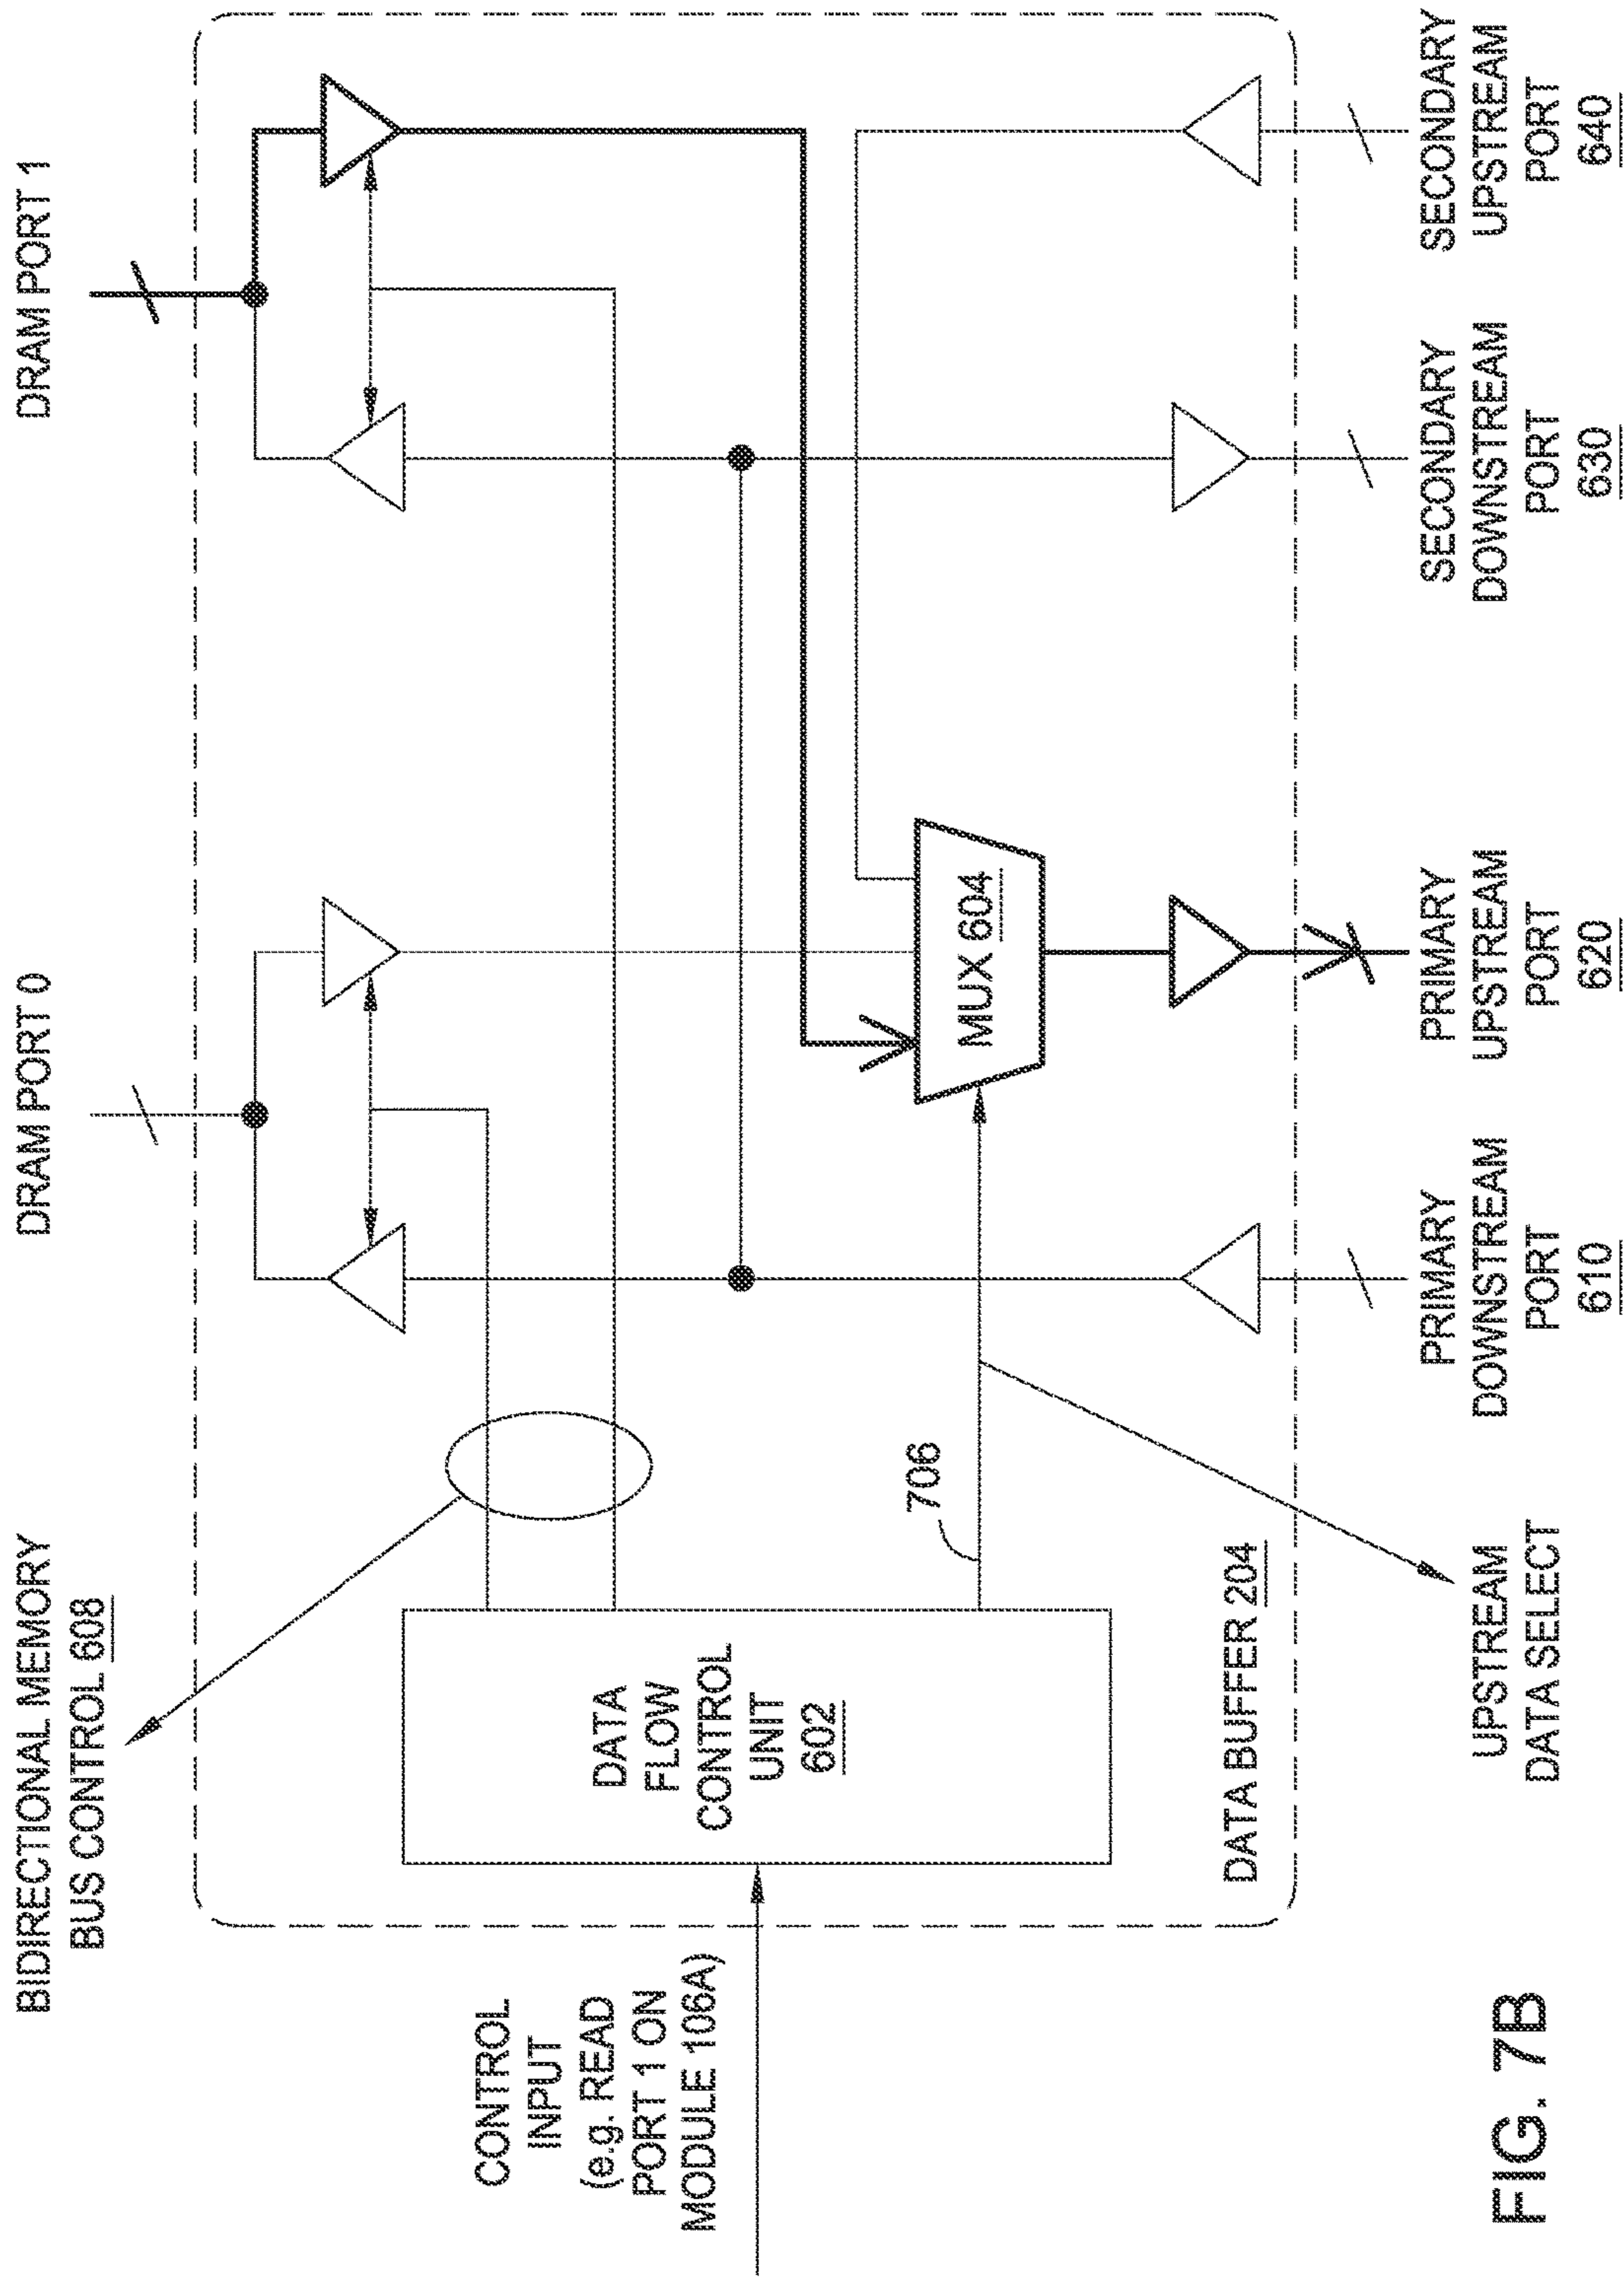 BIDIRECTIONAL MEMORY
BUS CONTROL 608
DRAM PORT 0
DRAM PORT 1
CONTROL
INPUT
(e.g. READ
PORT 1 ON
MODULE 106A)
DATA
FLOW
CONTROL
UNIT
602
706
MUX 604
DATA BUFFER 204
UPSTREAM
DATA SELECT
PRIMARY
DOWNSTREAM
PORT
610
PRIMARY
UPSTREAM
PORT
620
SECONDARY
DOWNSTREAM
PORT
630
SECONDARY
UPSTREAM
PORT
640
FIG. 7B